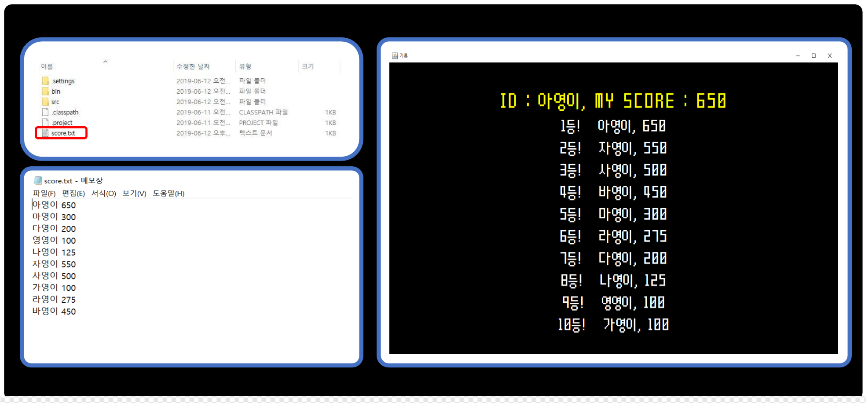 이름 수정한 날짜 유형 크기
.settings 2019-06-12 오전... 파일 폴더
bin 2019-06-12 오전... 파일 폴더
src 2019-06-12 오전... 파일 폴더
.classpath 2019-06-11 오전... CLASSPATH 파일 1KB
.project 2019-06-11 오전... PROJECT 파일 1KB
score.txt 2019-06-12 오후... 텍스트 문서 1KB
score.txt - 메모장
파일(F) 편집(E) 서식(O) 보기(V) 도움말(H)
아영이 650
마영이 300
다영이 200
영영이 100
나영이 125
자영이 550
사영이 500
가영이 100
라영이 275
바영이 450
ID : 아영이, MY SCORE : 650
1등! 아영이, 650
2등! 자영이, 550
3등! 사영이, 500
4등! 바영이, 450
5등! 마영이, 300
6등! 라영이, 275
7등! 다영이, 200
8등! 나영이, 125
9등! 영영이, 100
10등! 가영이, 100